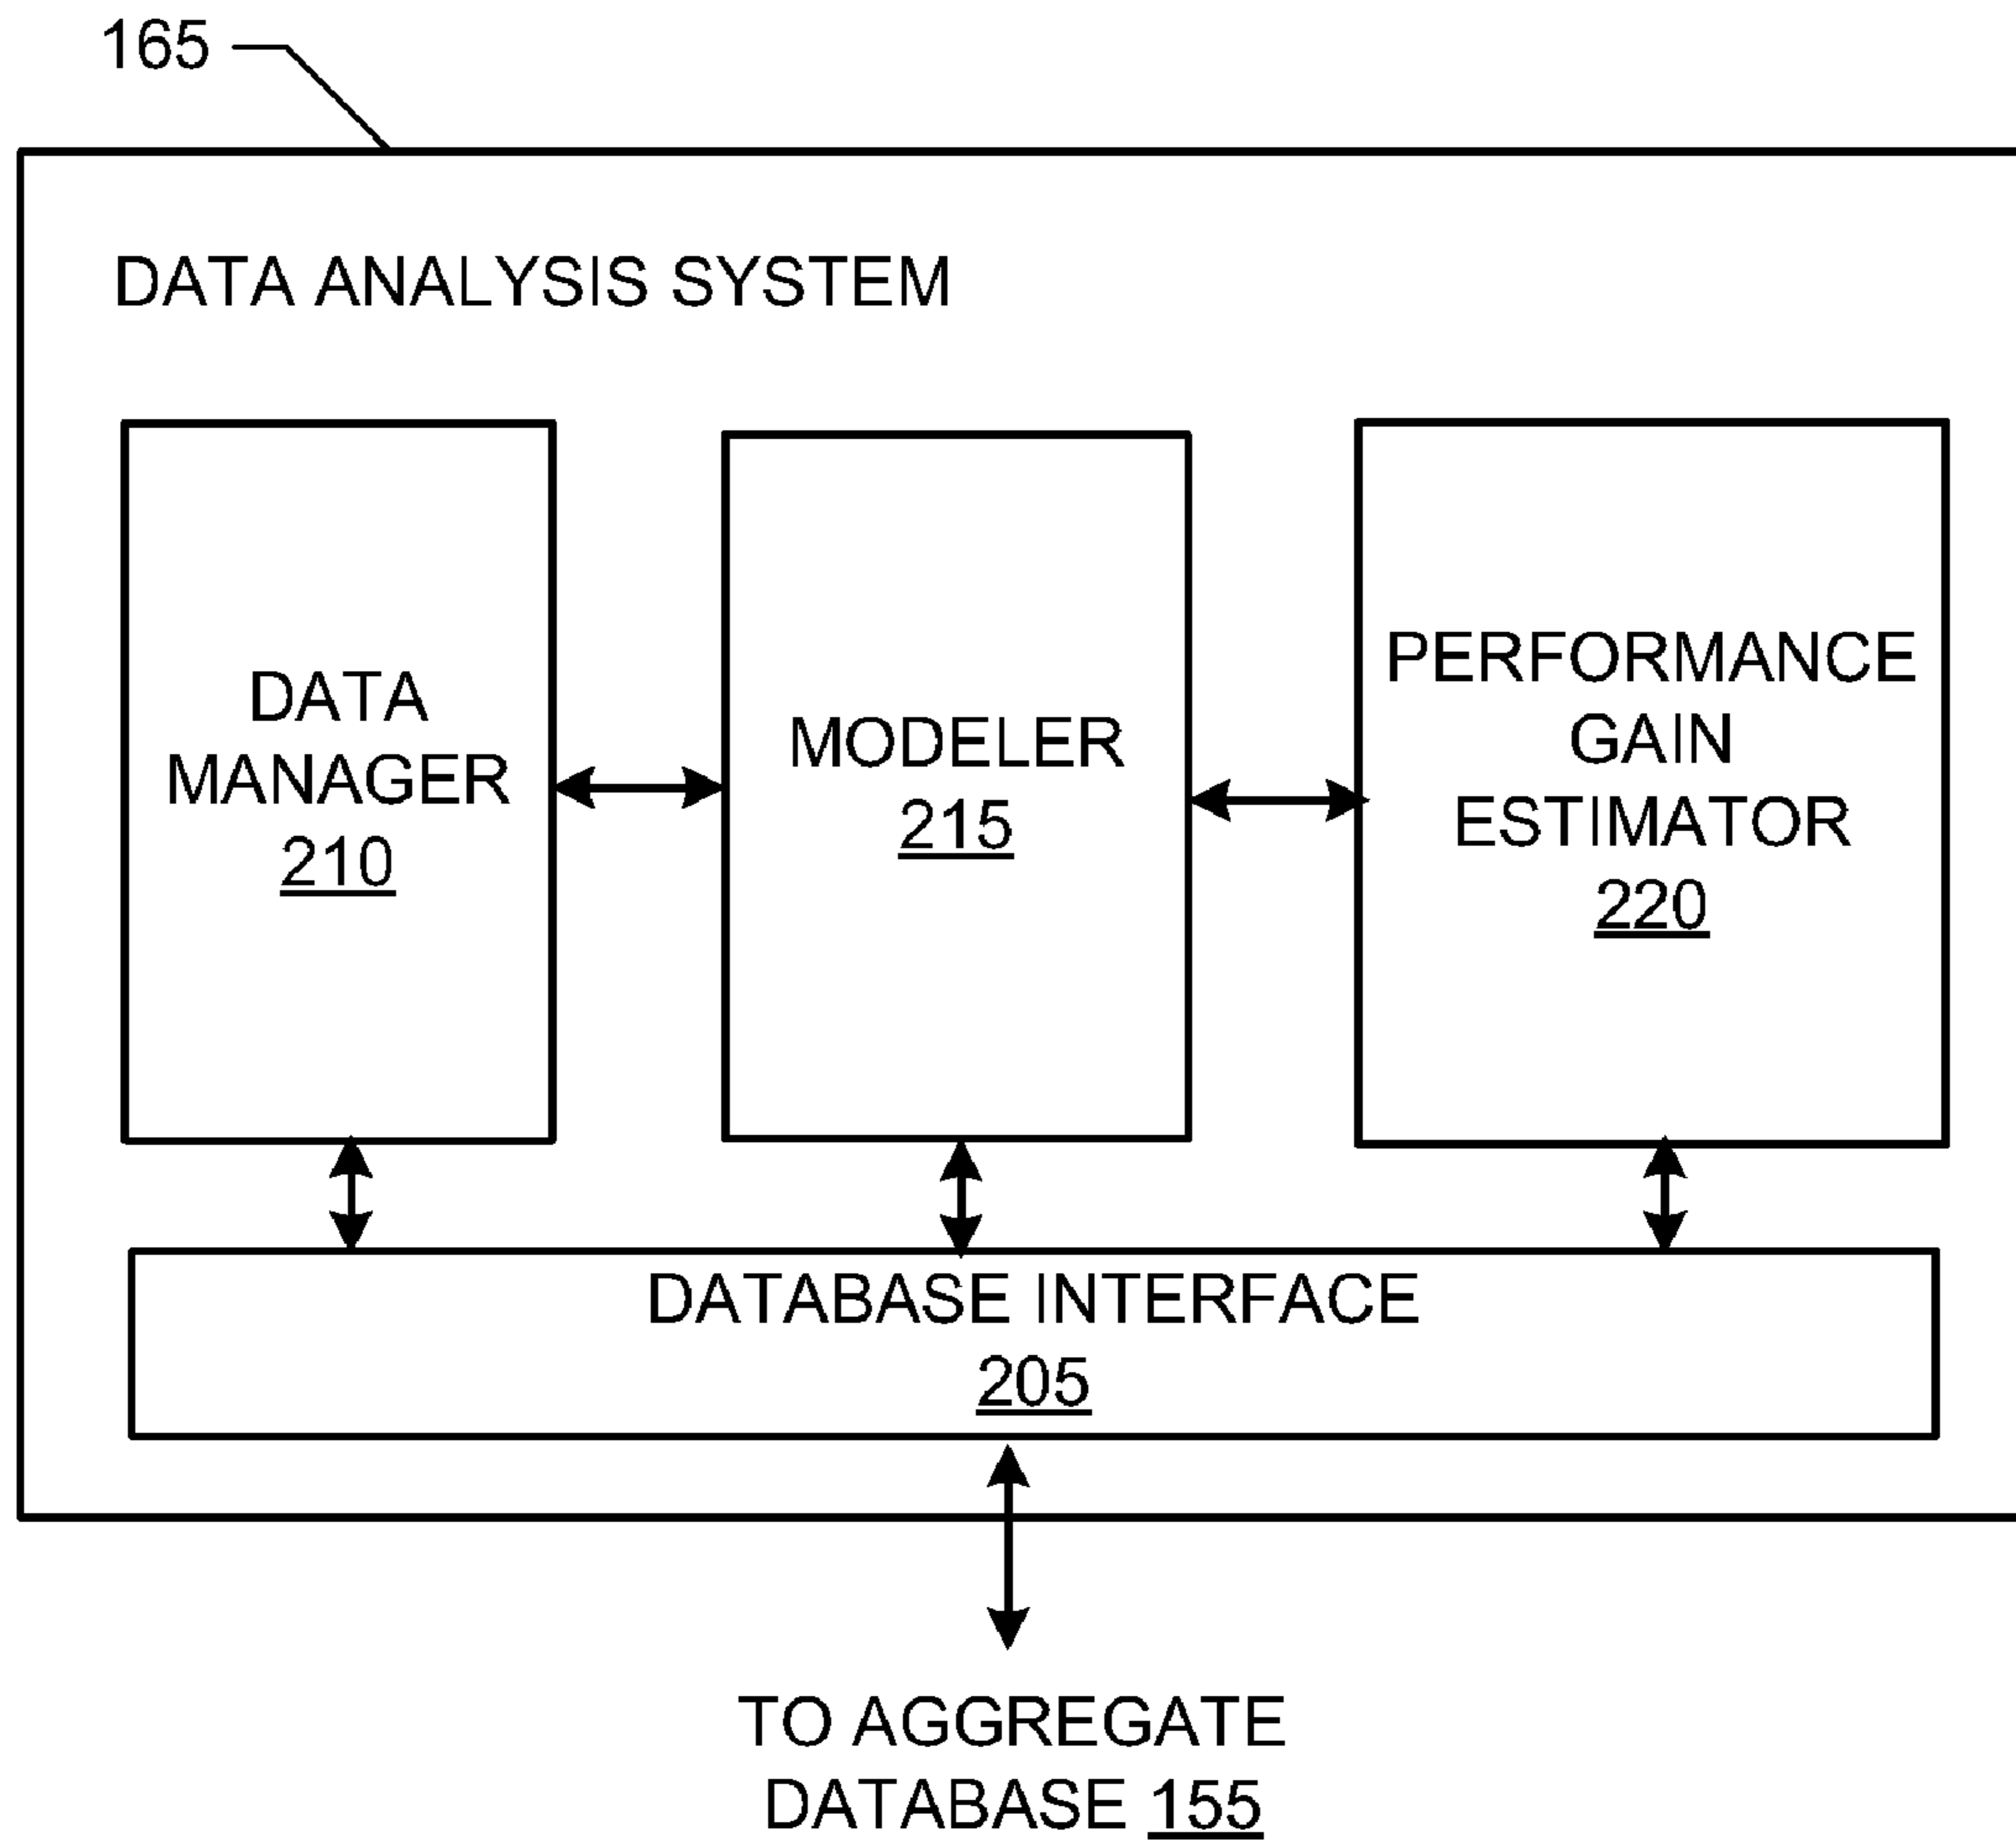 165
DATA ANALYSIS SYSTEM
DATA
MANAGER
210
MODELER
215
PERFORMANCE
GAIN
ESTIMATOR
220
DATABASE INTERFACE
205
TO AGGREGATE
DATABASE 155